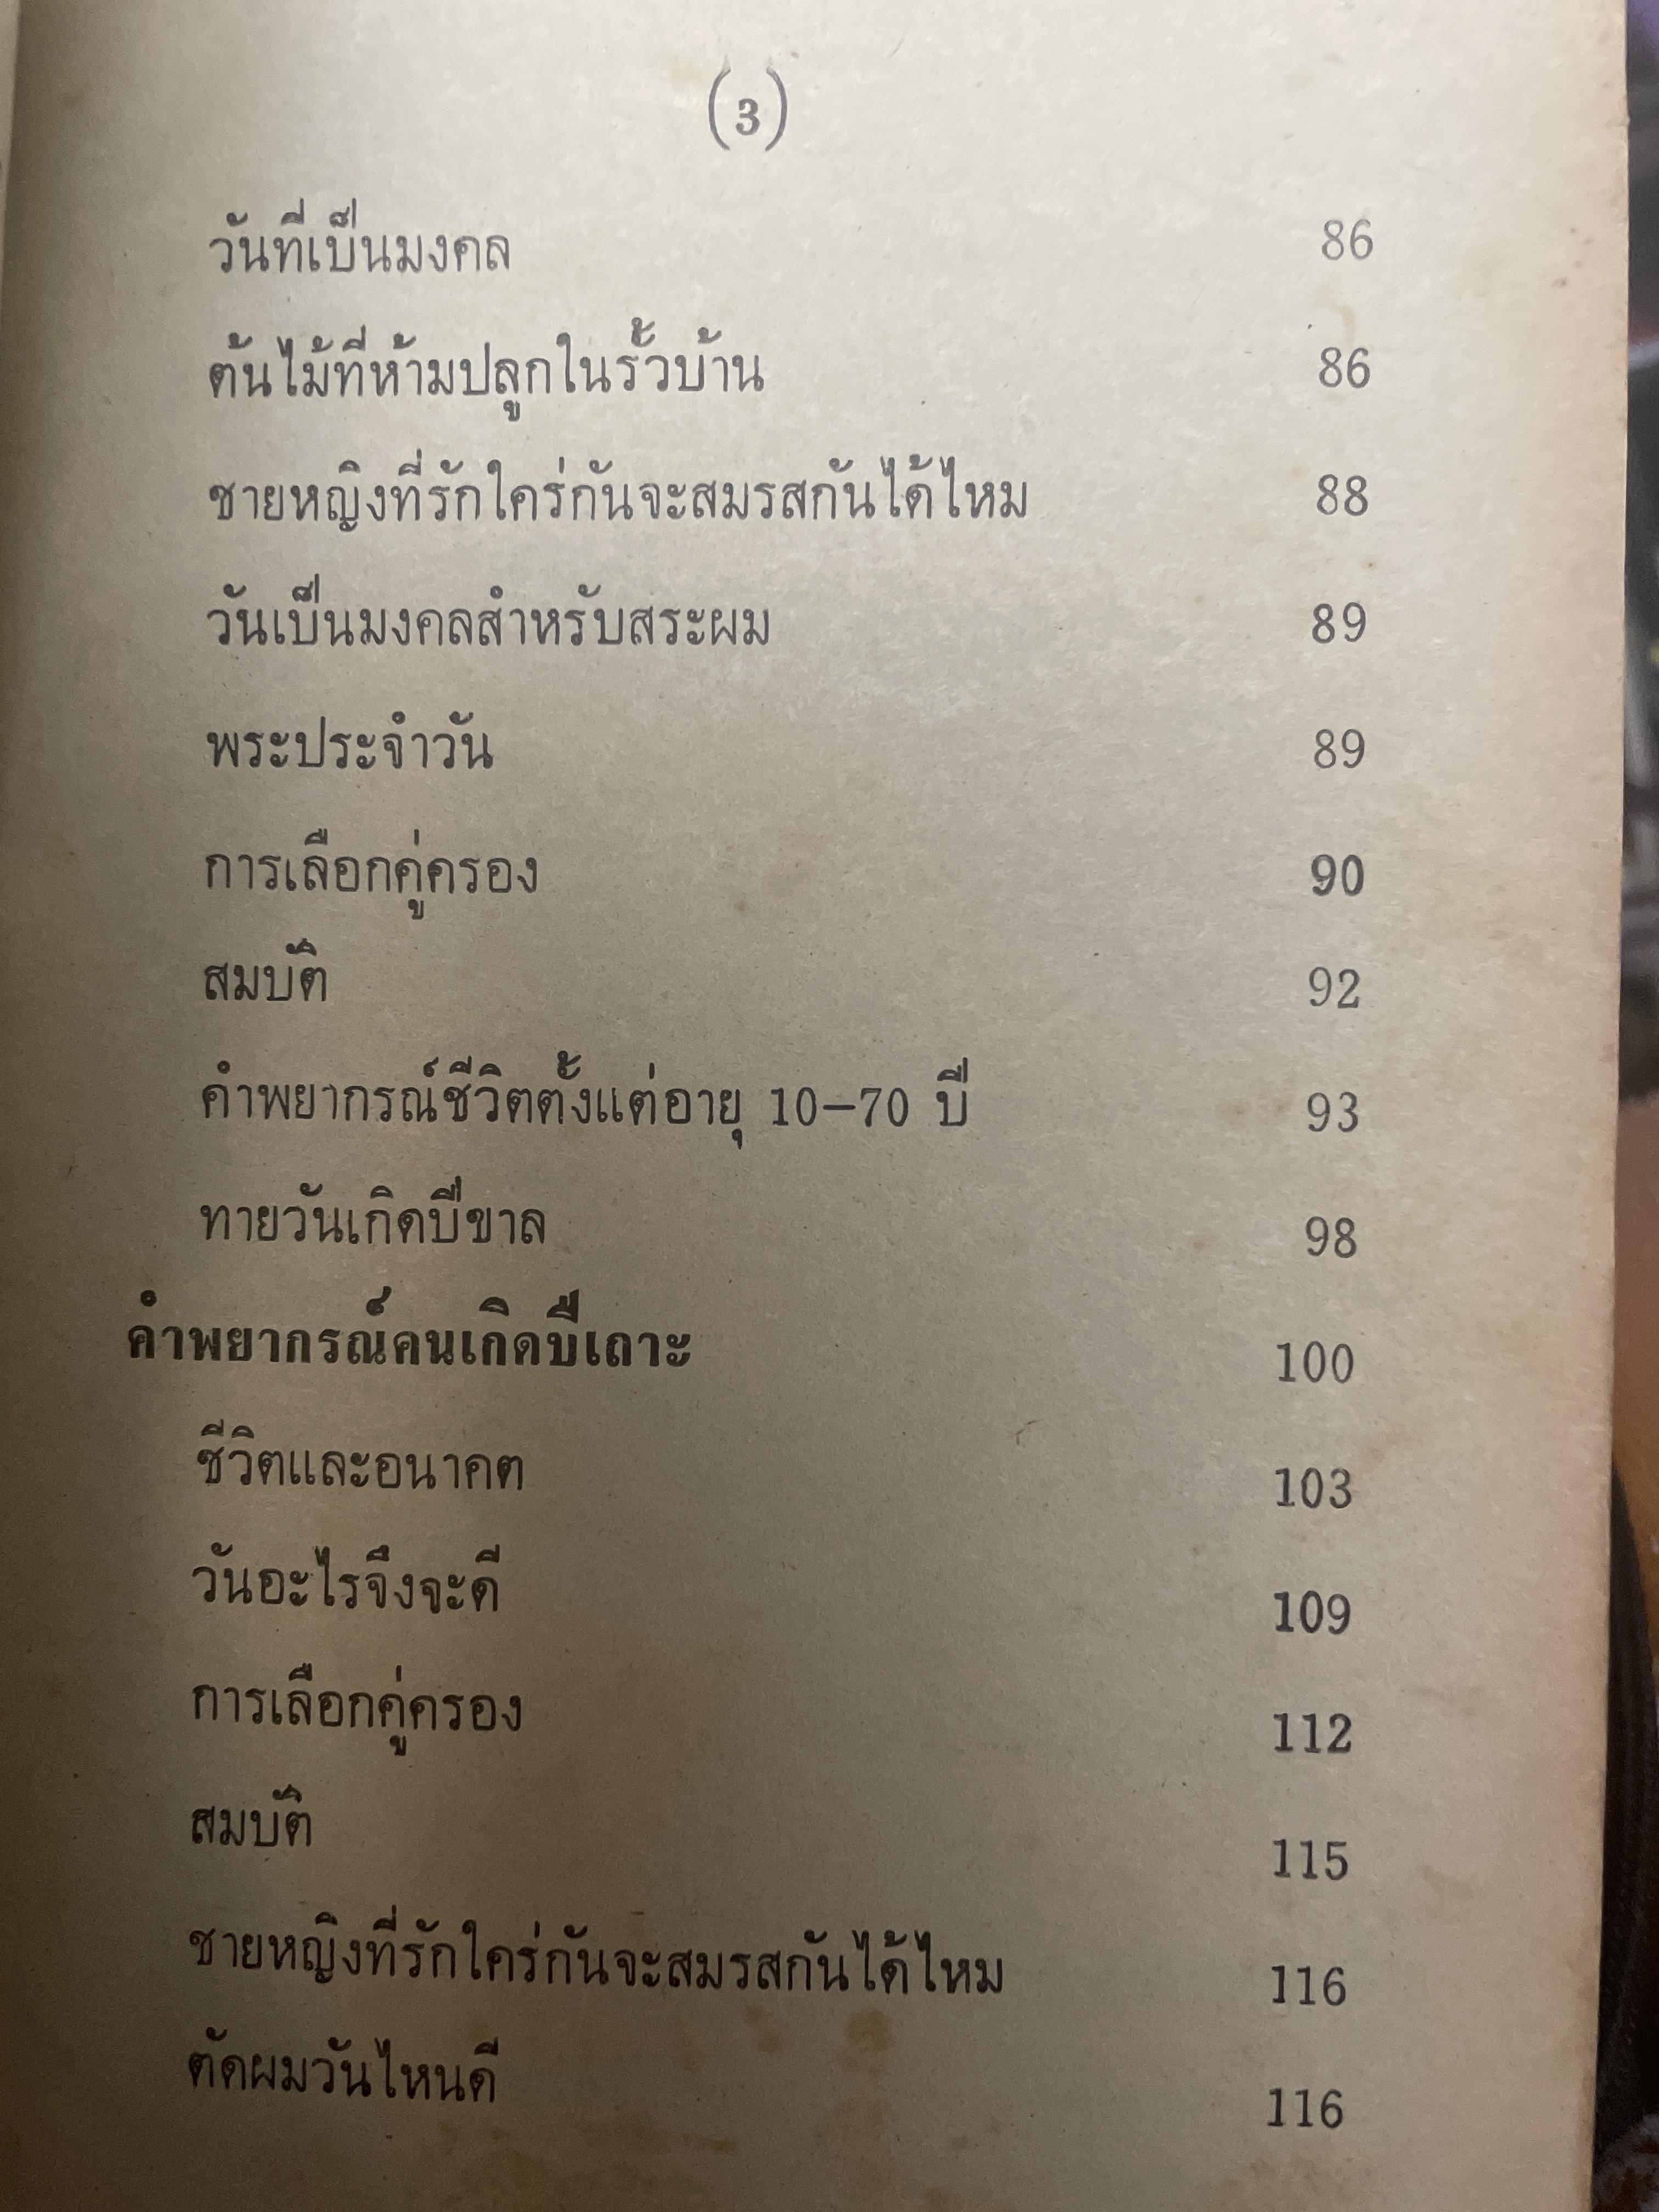 (3)
วันที่เป็นมงคล 86
ต้นไม้ที่ห้ามปลูกในรั้วบ้าน 86
ชายหญิงที่รักใคร่กันจะสมรสกันได้ไหม 88
วันเป็นมงคลสำหรับสระผม 89
พระประจำวัน 89
การเลือกคู่ครอง 90
สมบัติ 92
คำพยากรณ์ชีวิตตั้งแต่อายุ 10–70 ปี 93
ทายวันเกิดปีขาล 98
คำพยากรณ์คนเกิดปีเถาะ 100
ชีวิตและอนาคต 103
วันอะไรจึงจะดี 109
การเลือกคู่ครอง 112
สมบัติ 115
ชายหญิงที่รักใคร่กันจะสมรสกันได้ไหม 116
ตัดผมวันไหนดี 116